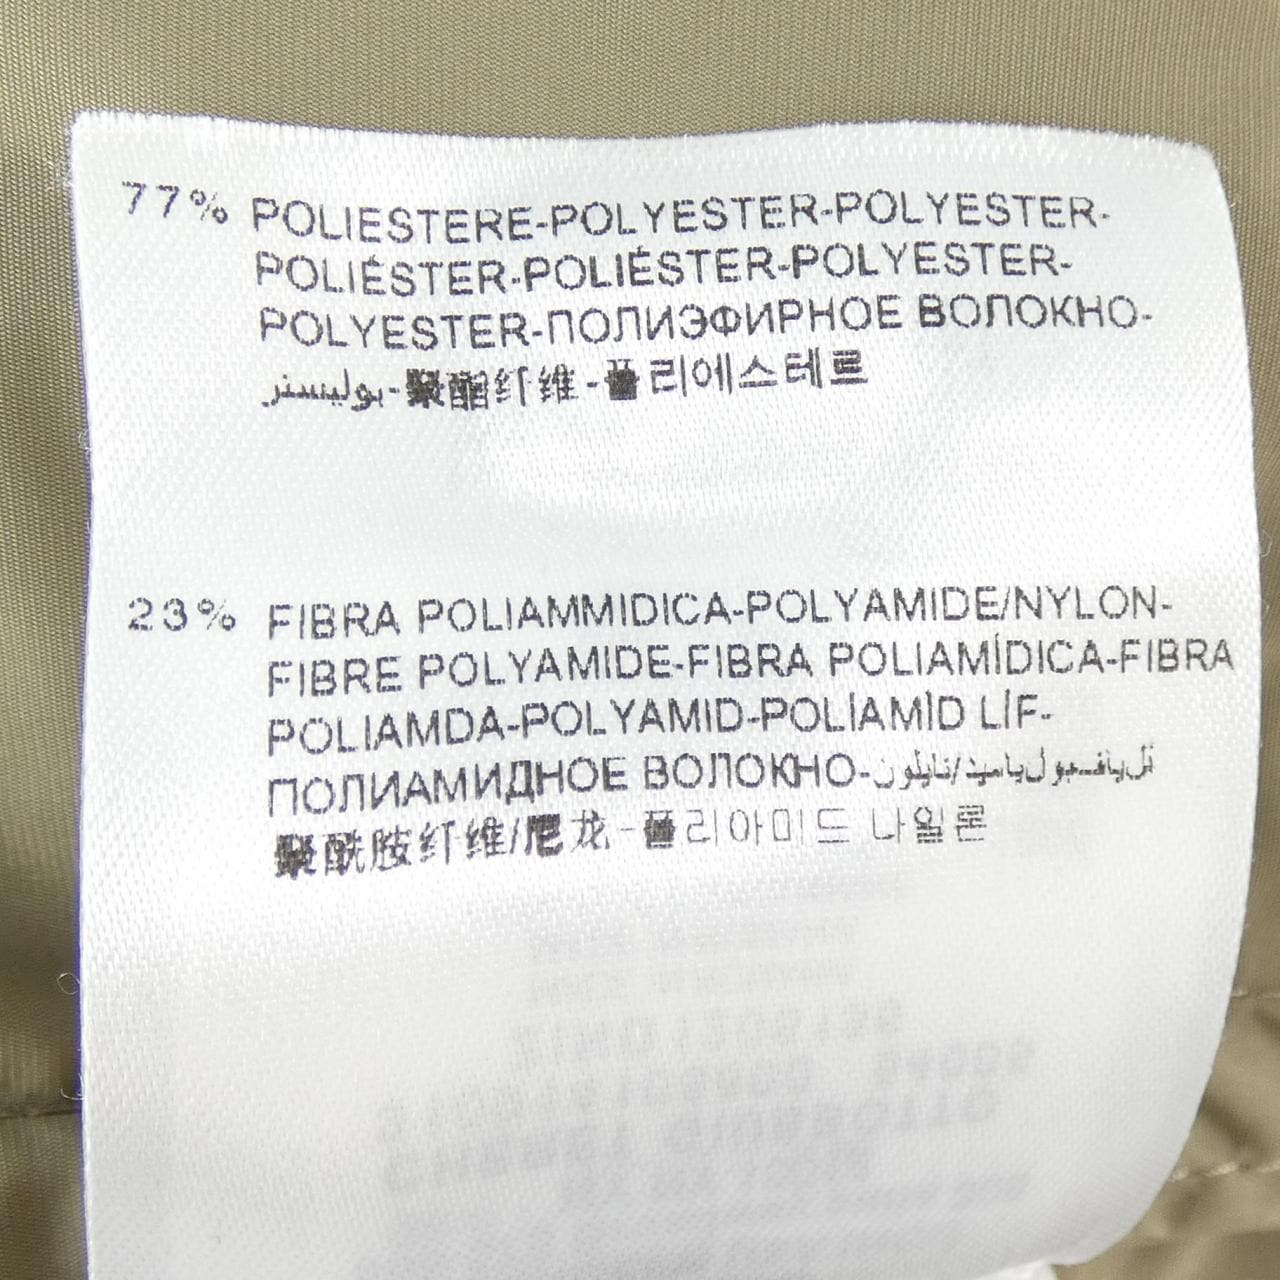 77% POLIESTERE-POLYESTER-POLYESTER-
POLIÉSTER-POLIÉSTER-POLYESTER-
POLYESTER-ПОЛИЭФИРНОЕ ВОЛОКНО-
بوليستر-聚酯纤维-폴리에스테르
23% FIBRA POLIAMMIDICA-POLYAMIDE/NYLON-
FIBRE POLYAMIDE-FIBRA POLIAMÍDICA-FIBRA
POLIAMDA-POLYAMID-POLİAMİD LİF-
ПОЛИАМИДНОЕ ВОЛОКНО-
聚酰胺纤维/尼龙-폴리아미드 나일론